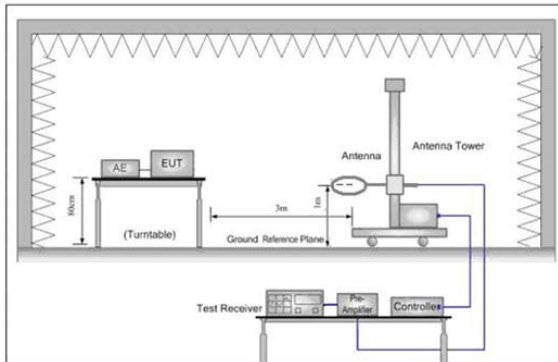 AE
EUT
80cm
(Turntable)
3m
Antenna
Antenna Tower
1m
Ground Reference Plane
Test Receiver
Pre-
Amplifier
Controller